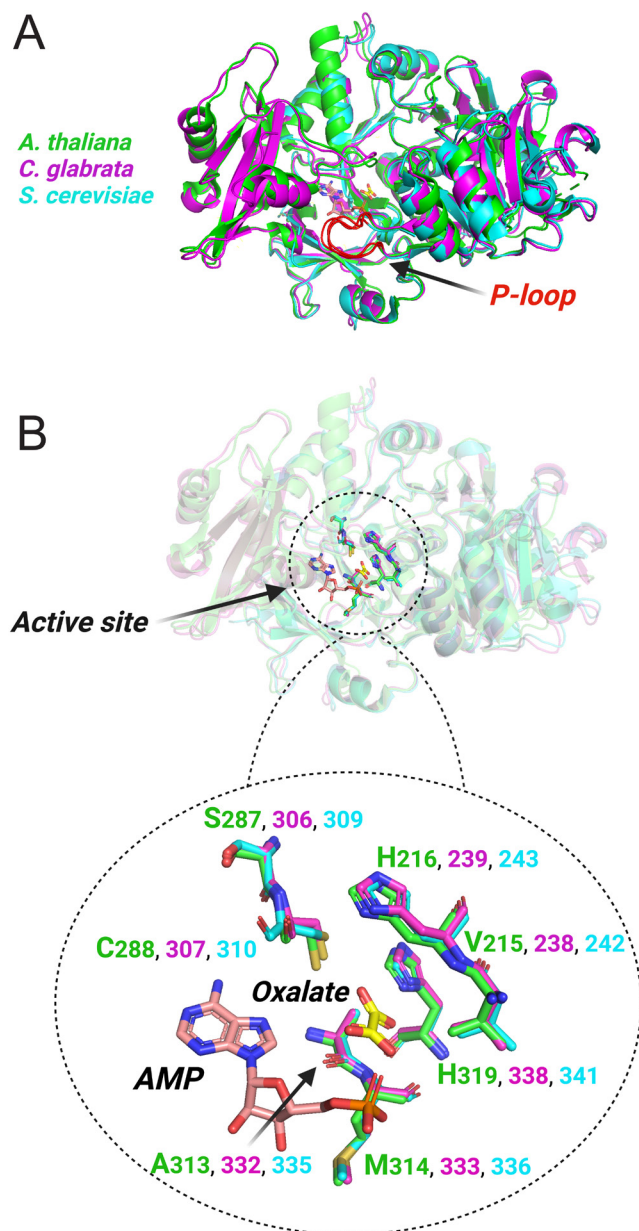 A
A. thaliana
C. glabrata
S. cerevisiae
P-loop
B
Active site
S287, 306, 309
H216, 239, 243
C288, 307, 310
V215, 238, 242
Oxalate
AMP
H319, 338, 341
A313, 332, 335
M314, 333, 336